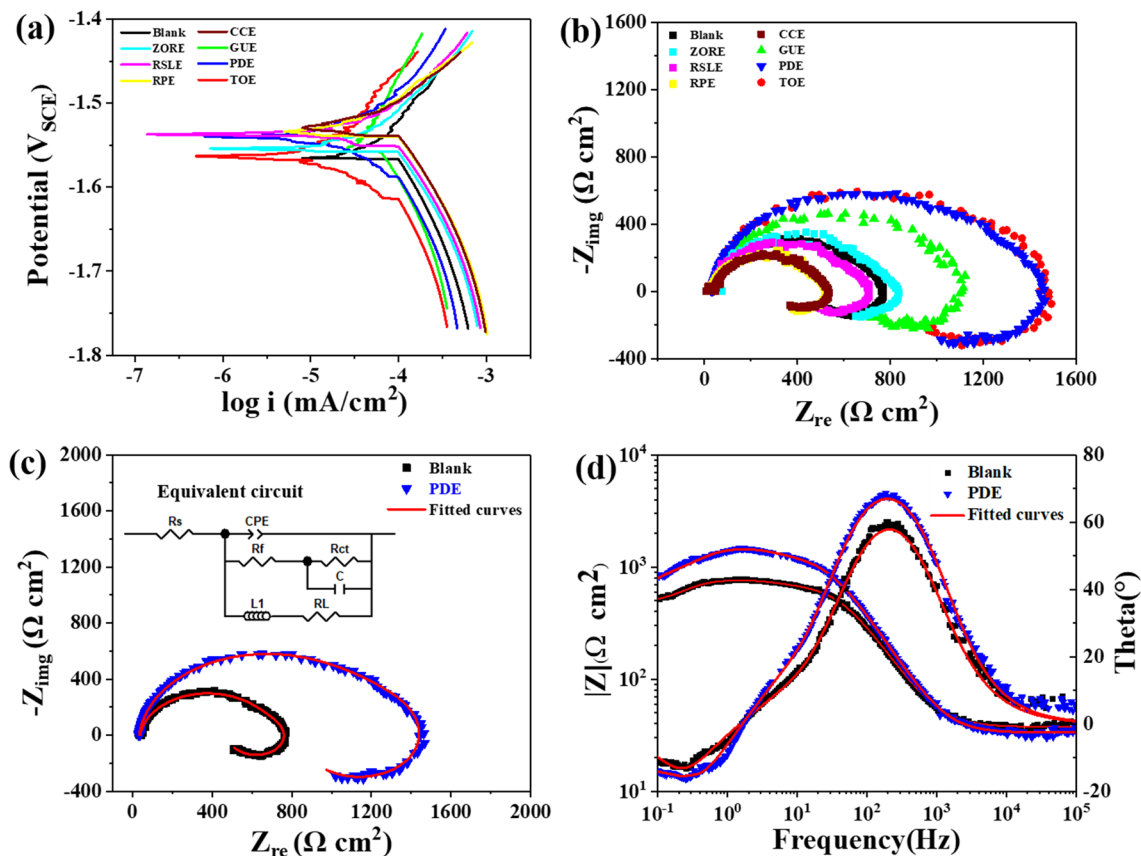 (a)
-1.4
-1.5
-1.6
-1.7
-1.8
Potential (V_SCE)
Blank
ZORE
RSLE
RPE
CCE
GUE
PDE
TOE
-7 -6 -5 -4 -3
log i (mA/cm²)
(b)
1600
1200
800
400
0
-400
-Z_img (Ω cm²)
Blank
ZORE
RSLE
RPE
CCE
GUE
PDE
TOE
0 400 800 1200 1600
Z_re (Ω cm²)
(c)
2000
1600
1200
800
400
0
-400
-Z_img (Ω cm²)
Blank
PDE
Fitted curves
Equivalent circuit
Rs
CPE
Rf
Rct
C
L1
RL
0 400 800 1200 1600 2000
Z_re (Ω cm²)
(d)
10⁴
10³
10²
10¹
|Z|(Ω cm²)
Blank
PDE
Fitted curves
80
60
40
20
0
-20
Theta(°)
10⁻¹ 10⁰ 10¹ 10² 10³ 10⁴ 10⁵
Frequency(Hz)